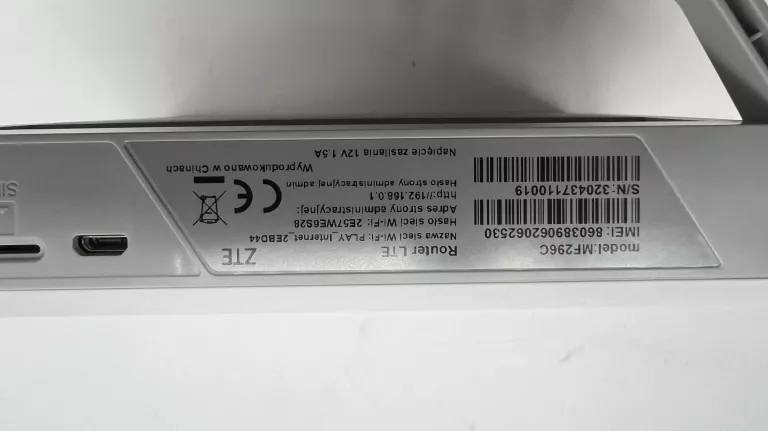 ZTE
Router LTE
model:MF296C
Nazwa sieci Wi-Fi: PLAY_Internet_2EBD44
Hasło sieci Wi-Fi: 2E57WE6S28
Adres strony administracyjnej:
http://192.168.0.1
Hasło strony administracyjnej admin
Wyprodukowano w Chinach
Napięcie zasilania 12V 1.5A
IMEI: 860389062062530
S/N: 320437110019
CE